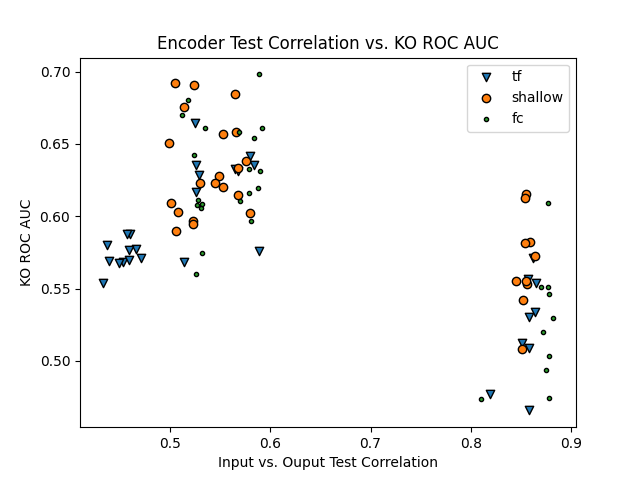 Encoder Test Correlation vs. KO ROC AUC
tf
shallow
fc
KO ROC AUC
0.70
0.65
0.60
0.55
0.50
0.5 0.6 0.7 0.8 0.9
Input vs. Ouput Test Correlation